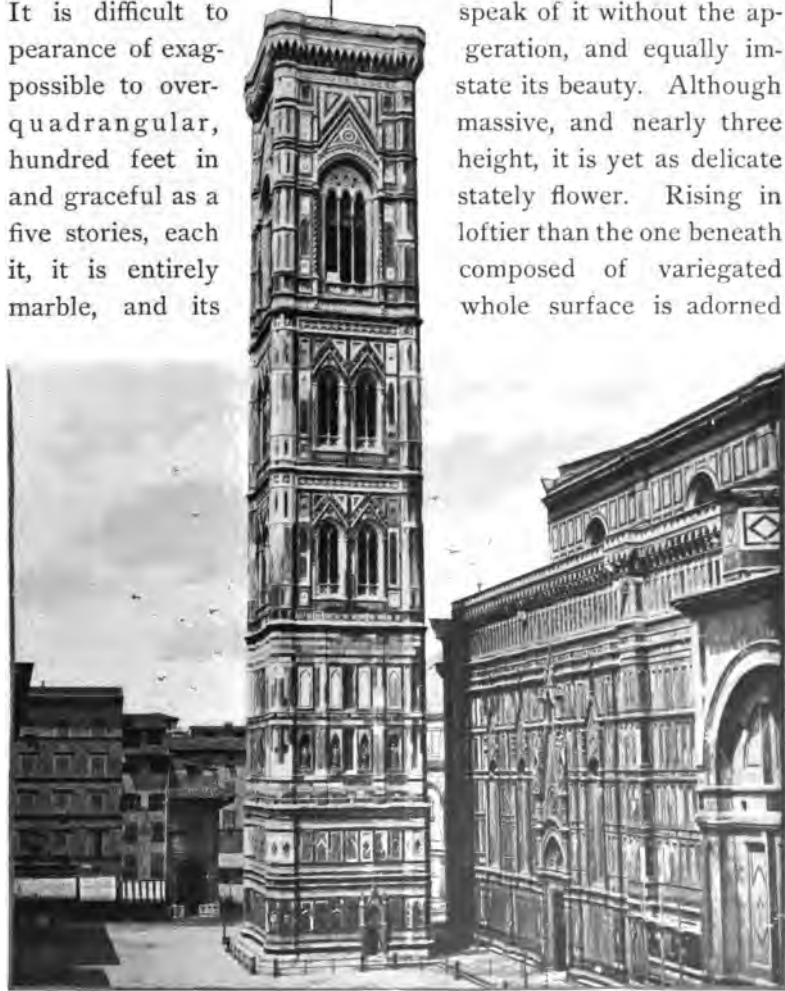 It is difficult to speak of it without the ap-
pearance of exag- geration, and equally im-
possible to over- state its beauty. Although
quadrangular, massive, and nearly three
hundred feet in height, it is yet as delicate
and graceful as a stately flower. Rising in
five stories, each loftier than the one beneath
it, it is entirely composed of variegated
marble, and its whole surface is adorned